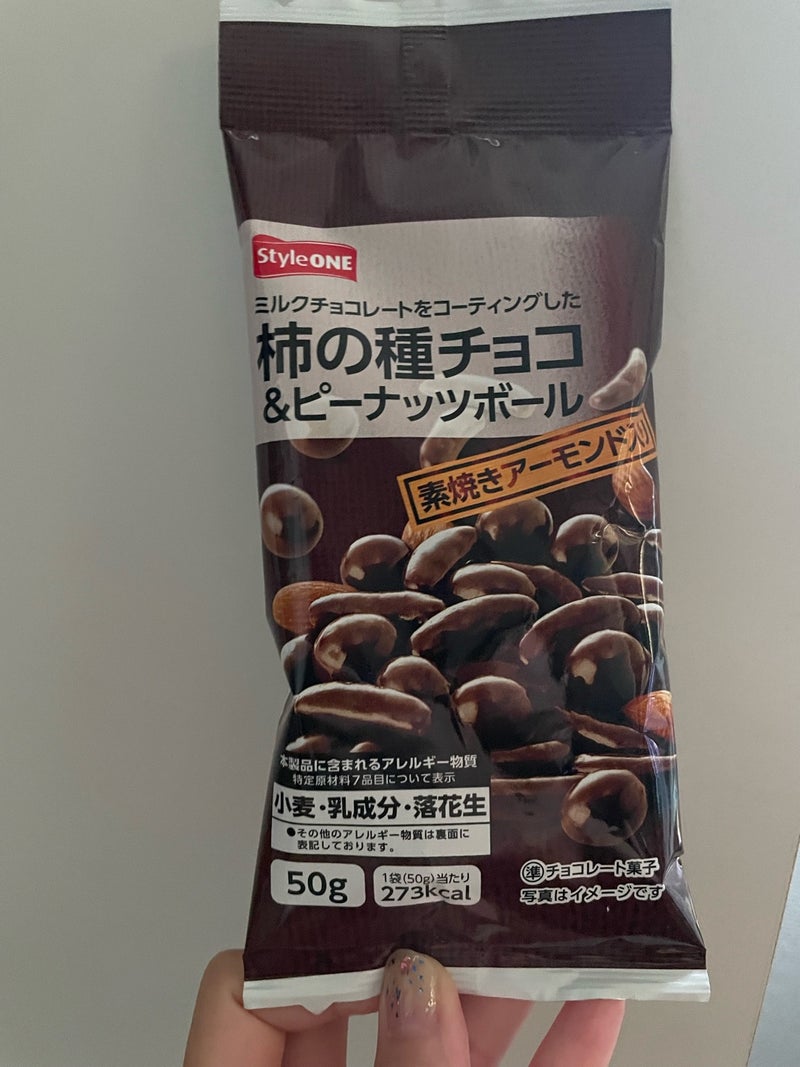 StyleONE
ミルクチョコレートをコーティングした
柿の種チョコ
&ピーナッツボール
素焼きアーモンド入り
本製品に含まれるアレルギー物質
特定原材料7品目について表示
小麦・乳成分・落花生
●その他のアレルギー物質は裏面に
表記しております。
50g
1袋(50g)当たり
273kcal
㊜チョコレート菓子
写真はイメージです